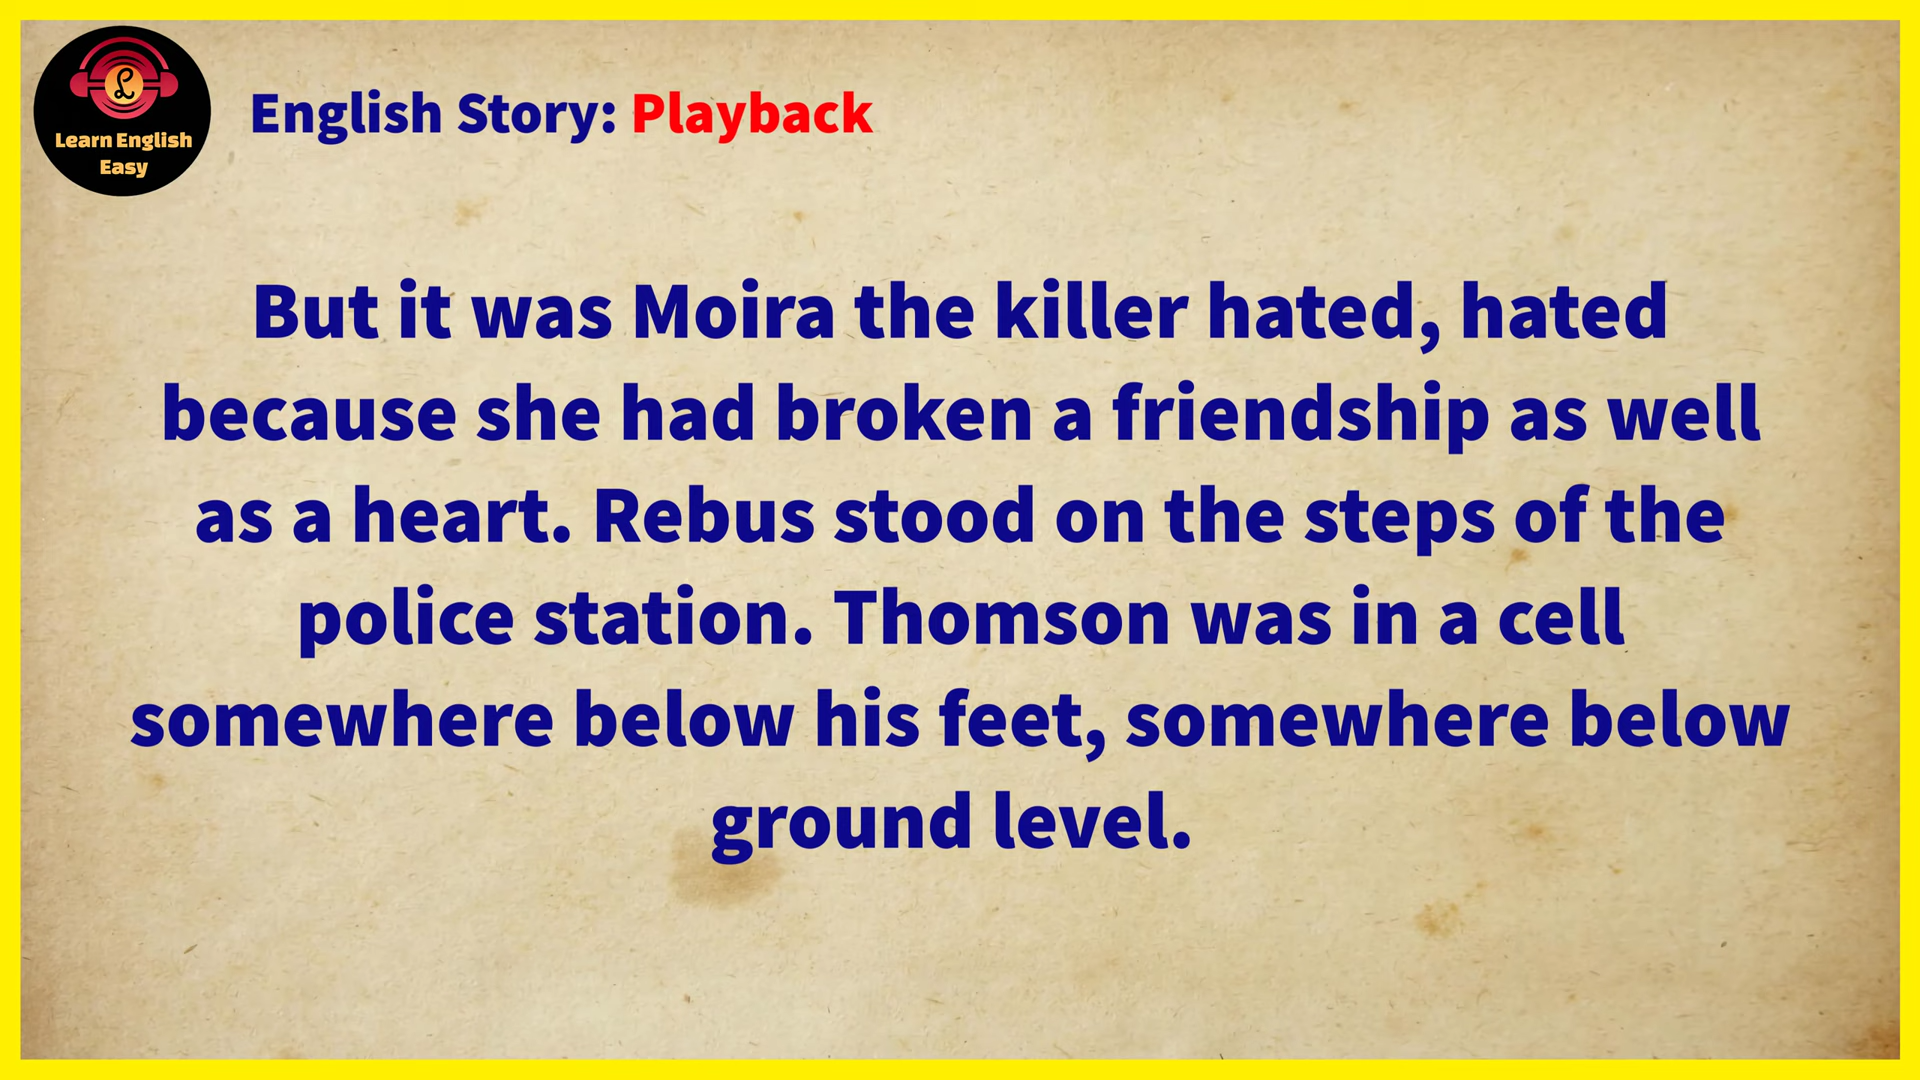 Learn English
Easy
English Story: Playback
But it was Moira the killer hated, hated
because she had broken a friendship as well
as a heart. Rebus stood on the steps of the
police station. Thomson was in a cell
somewhere below his feet, somewhere below
ground level.